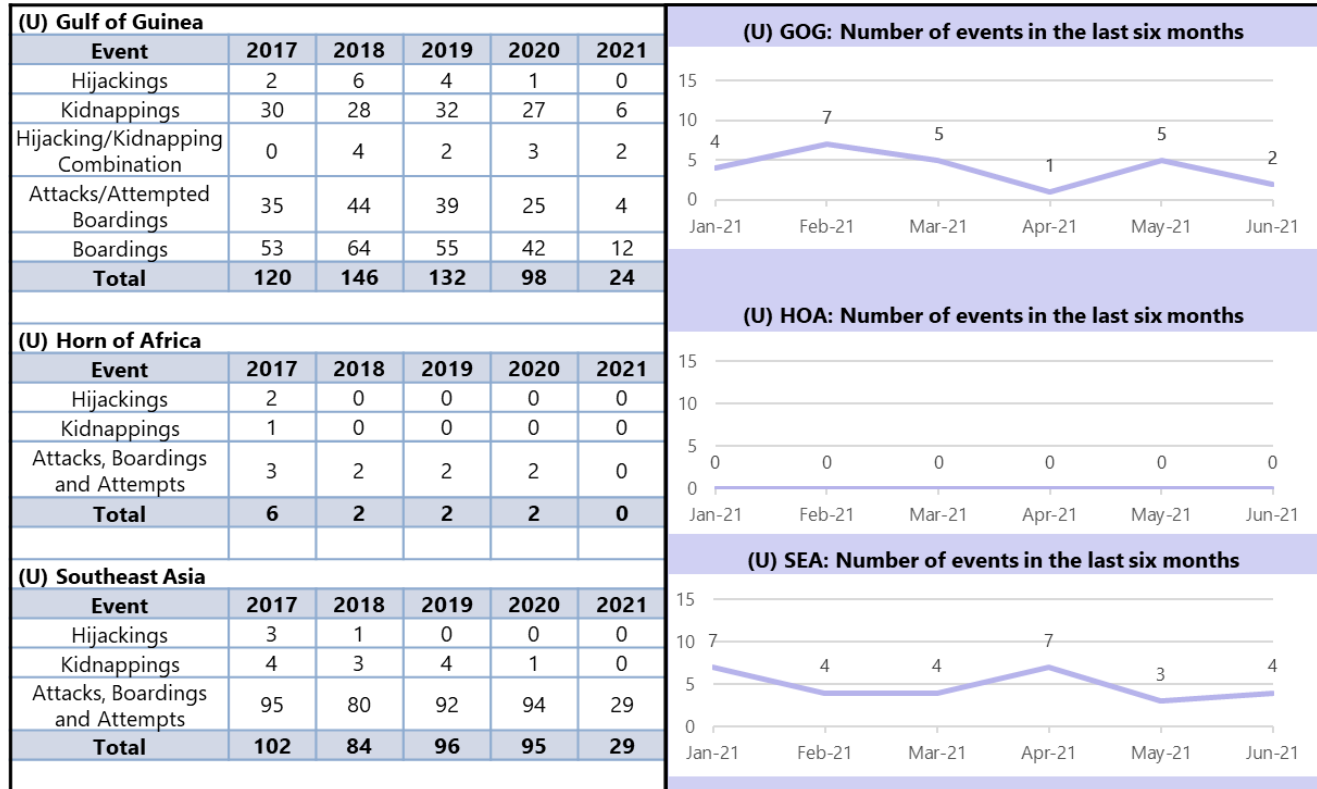 (U) Gulf of Guinea
Event 2017 2018 2019 2020 2021
Hijackings 2 6 4 1 0
Kidnappings 30 28 32 27 6
Hijacking/Kidnapping
Combination 0 4 2 3 2
Attacks/Attempted
Boardings 35 44 39 25 4
Boardings 53 64 55 42 12
Total 120 146 132 98 24
(U) Horn of Africa
Event 2017 2018 2019 2020 2021
Hijackings 2 0 0 0 0
Kidnappings 1 0 0 0 0
Attacks, Boardings
and Attempts 3 2 2 2 0
Total 6 2 2 2 0
(U) Southeast Asia
Event 2017 2018 2019 2020 2021
Hijackings 3 1 0 0 0
Kidnappings 4 3 4 1 0
Attacks, Boardings
and Attempts 95 80 92 94 29
Total 102 84 96 95 29
(U) GOG: Number of events in the last six months
15
10
5
0
4 7 5 1 5 2
Jan-21 Feb-21 Mar-21 Apr-21 May-21 Jun-21
(U) HOA: Number of events in the last six months
15
10
5
0
0 0 0 0 0 0
Jan-21 Feb-21 Mar-21 Apr-21 May-21 Jun-21
(U) SEA: Number of events in the last six months
15
10
5
0
7 4 4 7 3 4
Jan-21 Feb-21 Mar-21 Apr-21 May-21 Jun-21